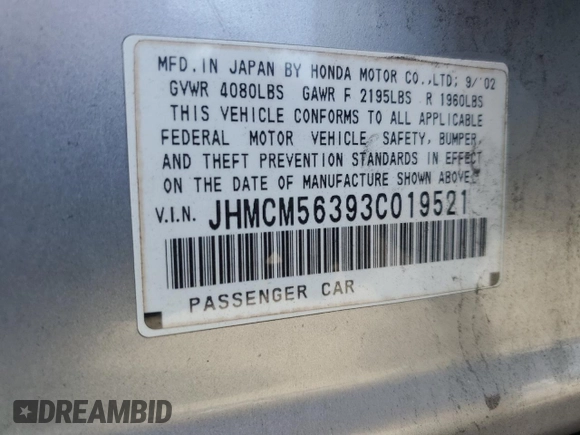 MFD. IN JAPAN BY HONDA MOTOR CO.,LTD; 9/'02
GVWR 4080LBS GAWR F 2195LBS R 1960LBS
THIS VEHICLE CONFORMS TO ALL APPLICABLE
FEDERAL MOTOR VEHICLE SAFETY, BUMPER,
AND THEFT PREVENTION STANDARDS IN EFFECT
ON THE DATE OF MANUFACTURE SHOWN ABOVE.
V.I.N. JHMCM56393C019521
PASSENGER CAR
DREAMBID